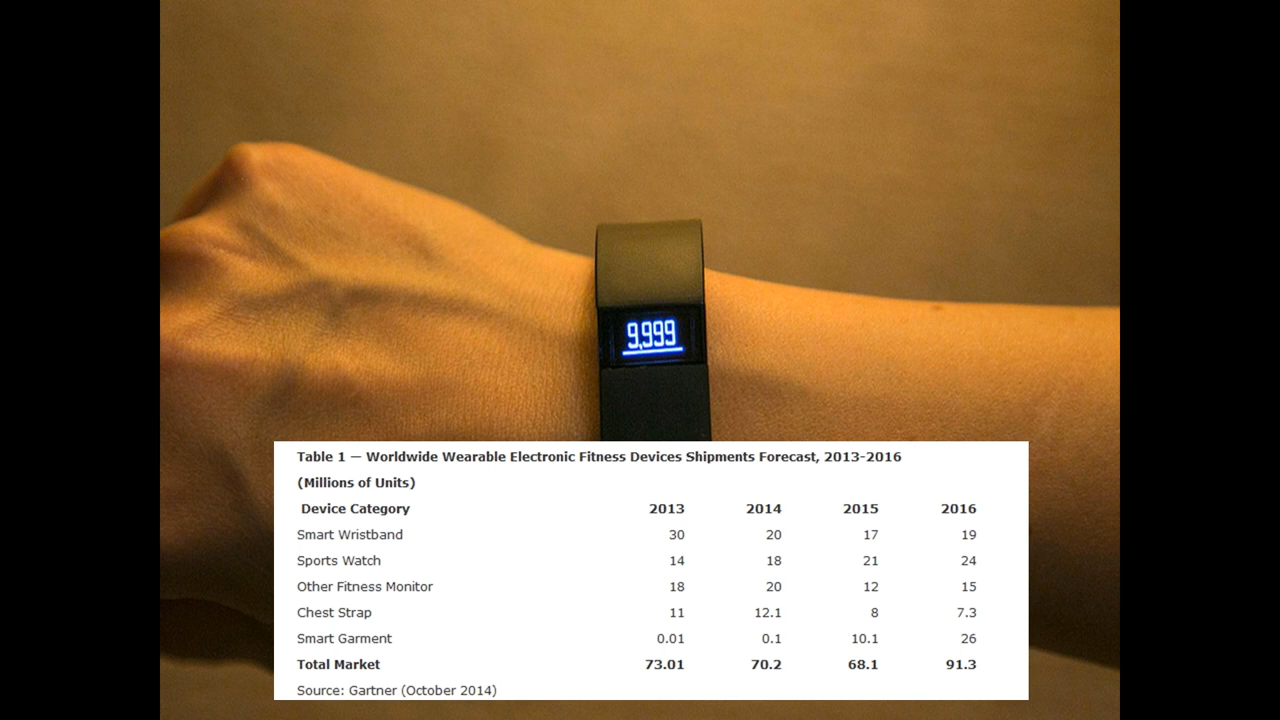 9,999
Table 1 — Worldwide Wearable Electronic Fitness Devices Shipments Forecast, 2013-2016
(Millions of Units)
Device Category 2013 2014 2015 2016
Smart Wristband 30 20 17 19
Sports Watch 14 18 21 24
Other Fitness Monitor 18 20 12 15
Chest Strap 11 12.1 8 7.3
Smart Garment 0.01 0.1 10.1 26
Total Market 73.01 70.2 68.1 91.3
Source: Gartner (October 2014)